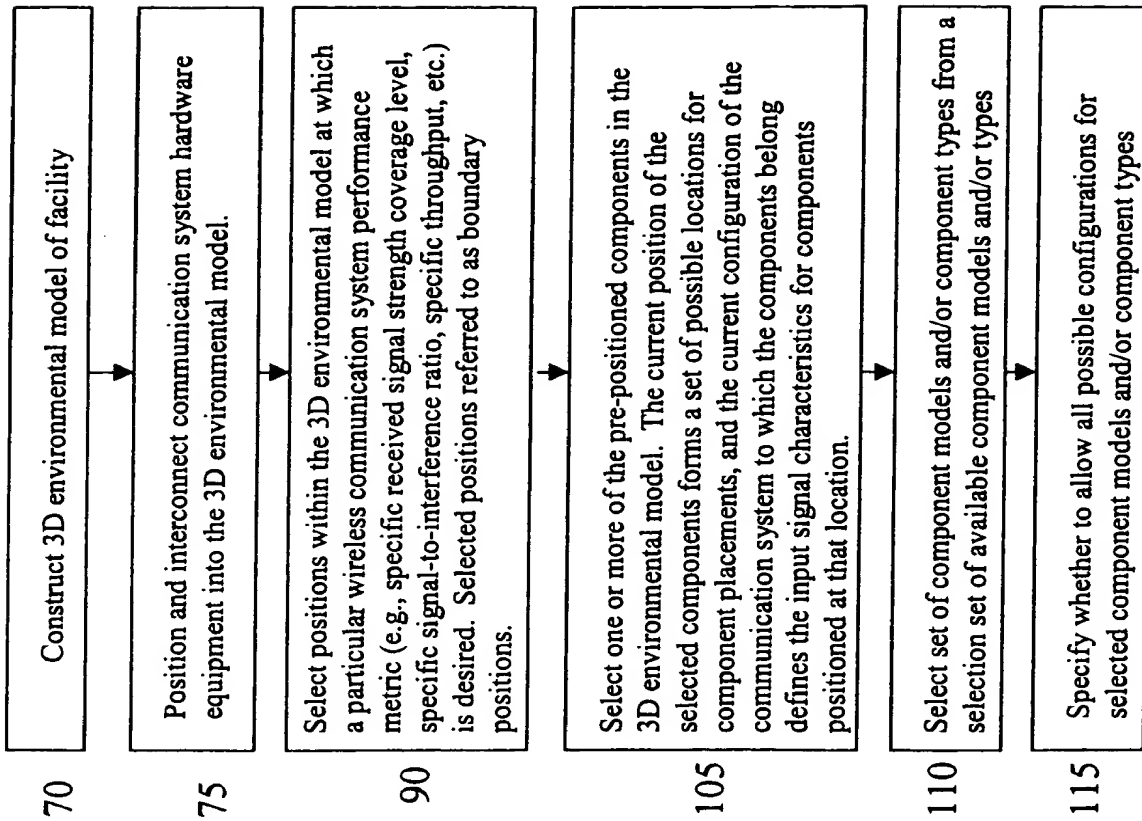 70
Construct 3D environmental model of facility
75
Position and interconnect communication system hardware
equipment into the 3D environmental model.
90
Select positions within the 3D environmental model at which
a particular wireless communication system performance
metric (e.g., specific received signal strength coverage level,
specific signal-to-interference ratio, specific throughput, etc.)
is desired. Selected positions referred to as boundary
positions.
105
Select one or more of the pre-positioned components in the
3D environmental model. The current position of the
selected components forms a set of possible locations for
component placements, and the current configuration of the
communication system to which the components belong
defines the input signal characteristics for components
positioned at that location.
110
Select set of component models and/or component types from a
selection set of available component models and/or types
115
Specify whether to allow all possible configurations for
selected component models and/or component types